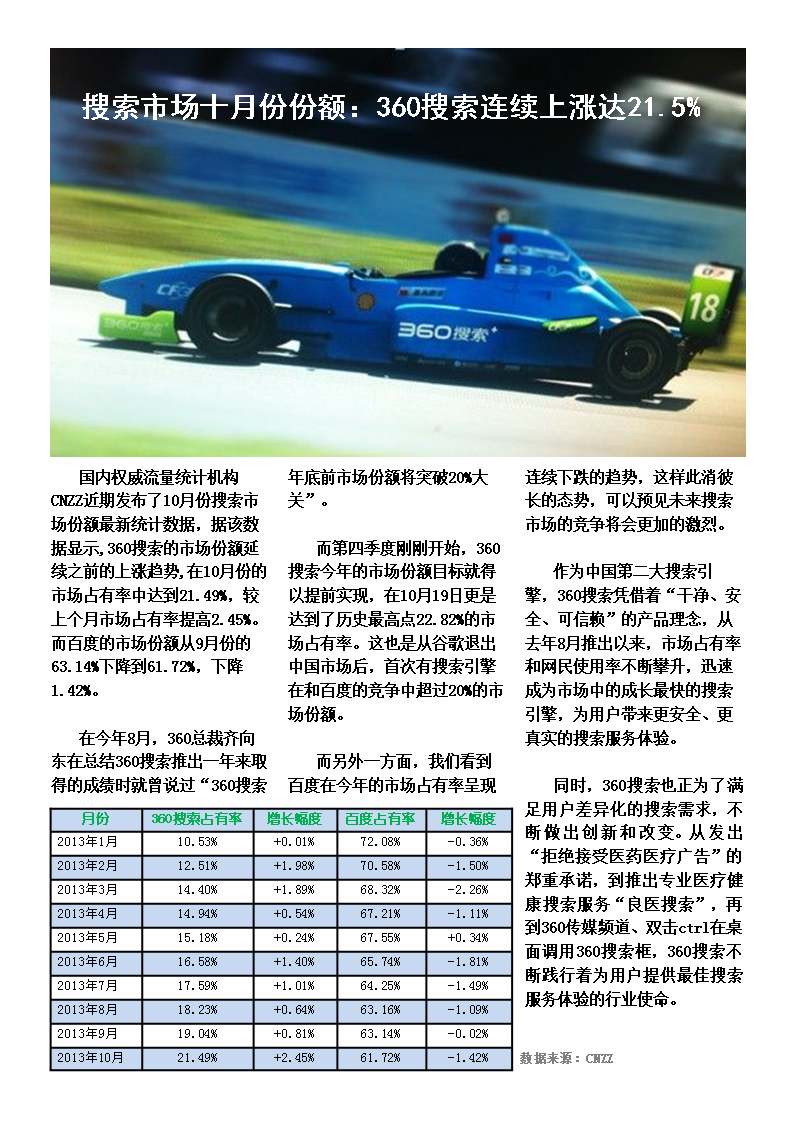 搜索市场十月份份额：360搜索连续上涨达21.5%
CF
360搜索+
360搜索+
18
国内权威流量统计机构
CNZZ近期发布了10月份搜索市
场份额最新统计数据，据该数
据显示,360搜索的市场份额延
续之前的上涨趋势,在10月份的
市场占有率中达到21.49%，较
上个月市场占有率提高2.45%。
而百度的市场份额从9月份的
63.14%下降到61.72%，下降
1.42%。
在今年8月，360总裁齐向
东在总结360搜索推出一年来取
得的成绩时就曾说过“360搜索
年底前市场份额将突破20%大
关”。
而第四季度刚刚开始，360
搜索今年的市场份额目标就得
以提前实现，在10月19日更是
达到了历史最高点22.82%的市
场占有率。这也是从谷歌退出
中国市场后，首次有搜索引擎
在和百度的竞争中超过20%的市
场份额。
而另外一方面，我们看到
百度在今年的市场占有率呈现
连续下跌的趋势，这样此消彼
长的态势，可以预见未来搜索
市场的竞争将会更加的激烈。
作为中国第二大搜索引
擎，360搜索凭借着“干净、安
全、可信赖”的产品理念，从
去年8月推出以来，市场占有率
和网民使用率不断攀升，迅速
成为市场中的成长最快的搜索
引擎，为用户带来更安全、更
真实的搜索服务体验。
同时，360搜索也正为了满
足用户差异化的搜索需求，不
断做出创新和改变。从发出
“拒绝接受医药医疗广告”的
郑重承诺，到推出专业医疗健
康搜索服务“良医搜索”，再
到360传媒频道、双击ctrl在桌
面调用360搜索框，360搜索不
断践行着为用户提供最佳搜索
服务体验的行业使命。
月份 360搜索占有率 增长幅度 百度占有率 增长幅度
2013年1月 10.53% +0.01% 72.08% -0.36%
2013年2月 12.51% +1.98% 70.58% -1.50%
2013年3月 14.40% +1.89% 68.32% -2.26%
2013年4月 14.94% +0.54% 67.21% -1.11%
2013年5月 15.18% +0.24% 67.55% +0.34%
2013年6月 16.58% +1.40% 65.74% -1.81%
2013年7月 17.59% +1.01% 64.25% -1.49%
2013年8月 18.23% +0.64% 63.16% -1.09%
2013年9月 19.04% +0.81% 63.14% -0.02%
2013年10月 21.49% +2.45% 61.72% -1.42%
数据来源：CNZZ